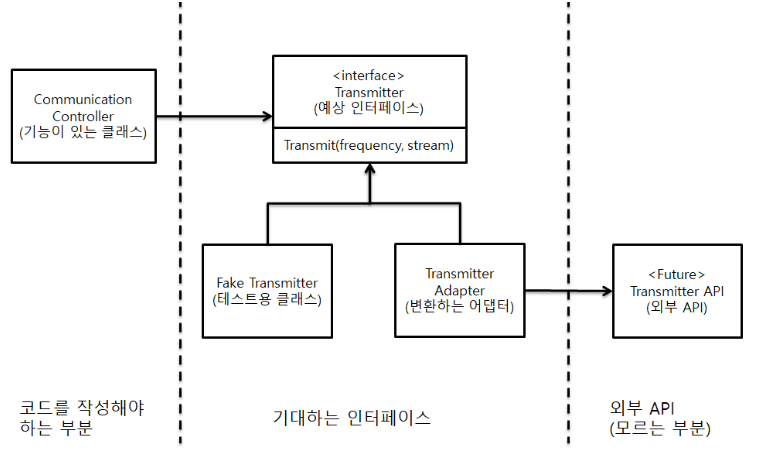 Communication
Controller
(기능이 있는 클래스)
<interface>
Transmitter
(예상 인터페이스)
Transmit(frequency, stream)
Fake Transmitter
(테스트용 클래스)
Transmitter
Adapter
(변환하는 어댑터)
<Future>
Transmitter API
(외부 API)
코드를 작성해야
하는 부분
기대하는 인터페이스
외부 API
(모르는 부분)